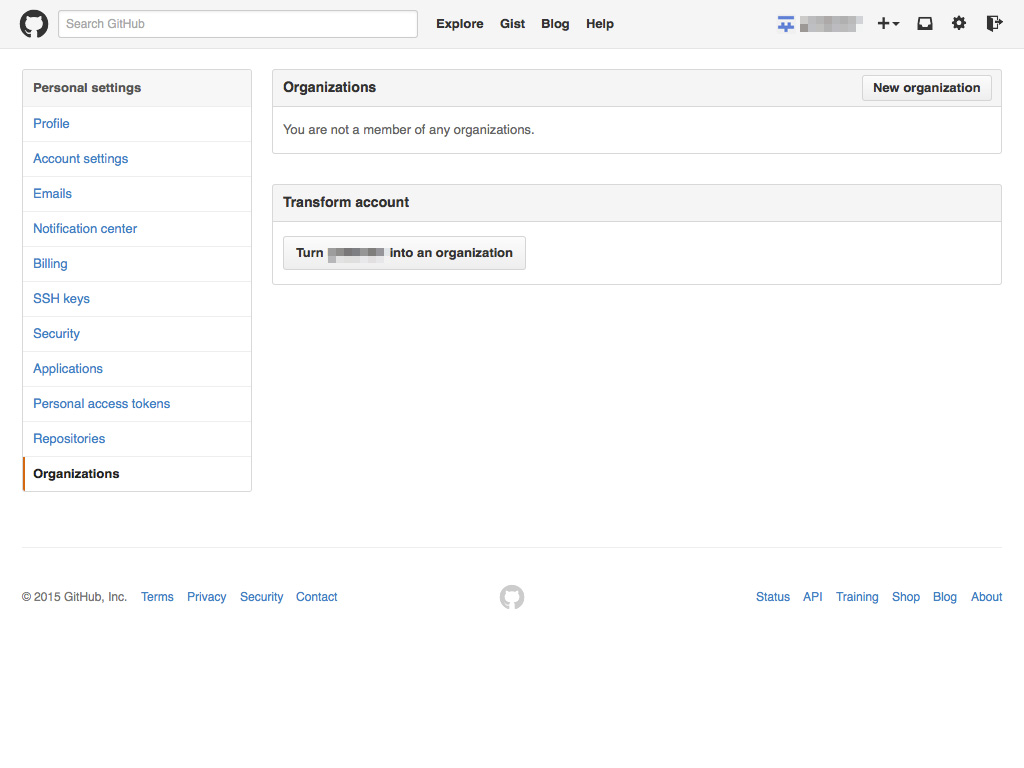 Search GitHub
Explore Gist Blog Help
Personal settings
Profile
Account settings
Emails
Notification center
Billing
SSH keys
Security
Applications
Personal access tokens
Repositories
Organizations
Organizations
New organization
You are not a member of any organizations.
Transform account
Turn into an organization
© 2015 GitHub, Inc. Terms Privacy Security Contact
Status API Training Shop Blog About